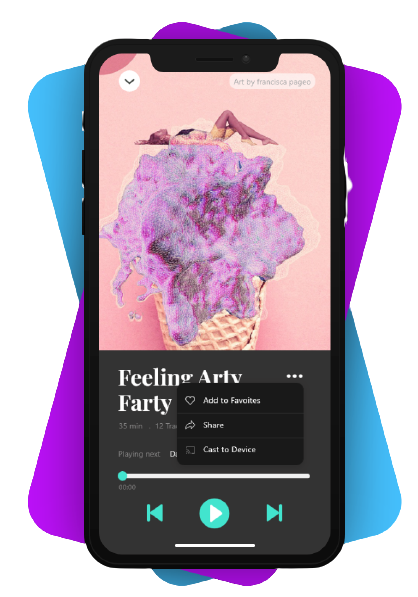 Art by francisca pageo
Feeling Arty
Farty
Add to Favoites
35 min . 12
Share
Playing next
Cast to Device
00:00